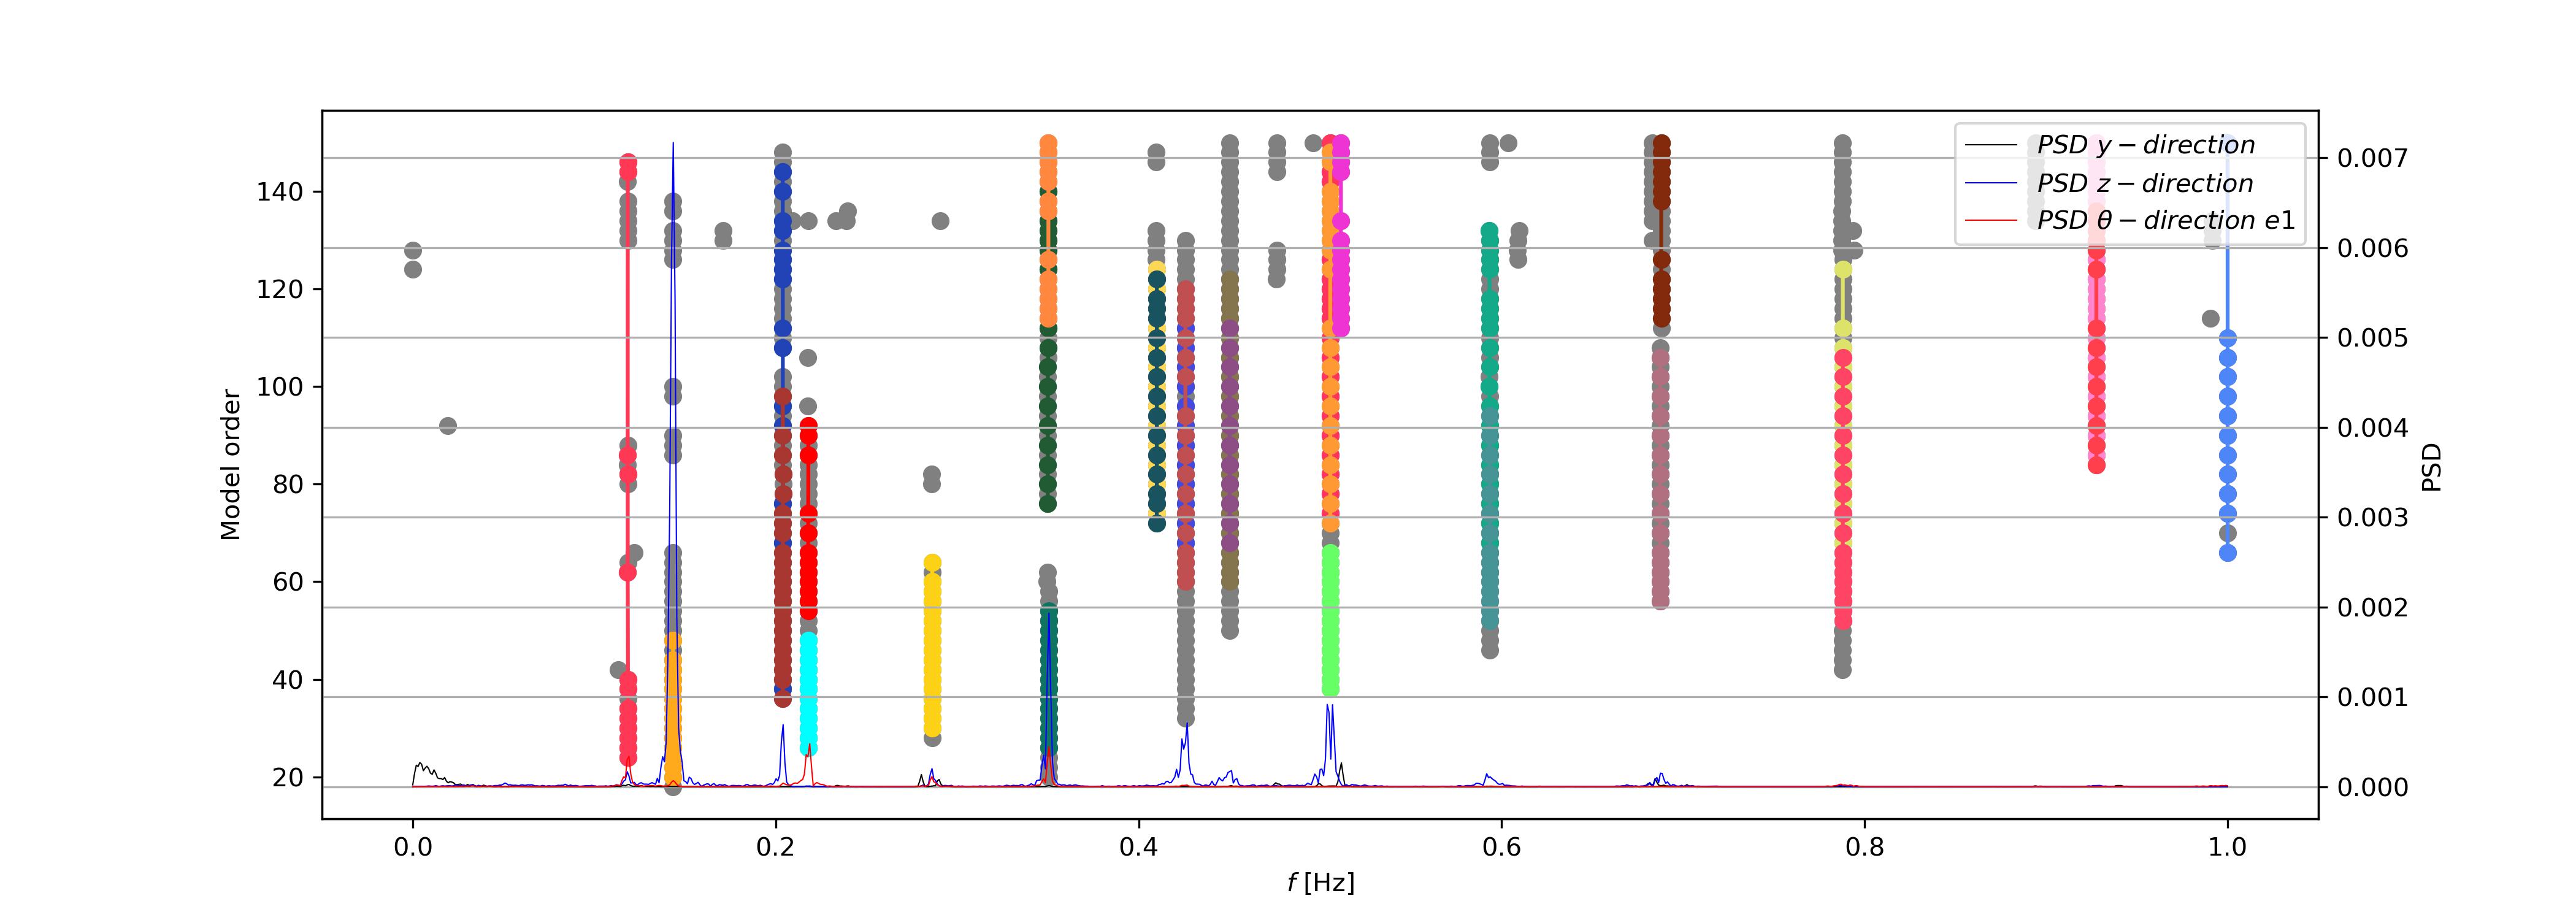 PSD y − direction
PSD z − direction
PSD θ − direction e1
140
120
100
80
60
40
20
Model order
0.007
0.006
0.005
0.004
0.003
0.002
0.001
0.000
PSD
0.0 0.2 0.4 0.6 0.8 1.0
f [Hz]